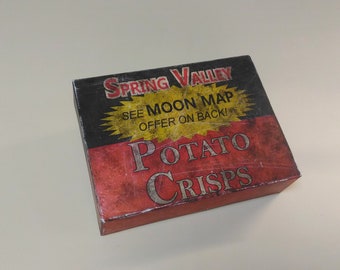 SPRING VALLEY
SEE MOON MAP
OFFER ON BACK!
POTATO
CRISPS